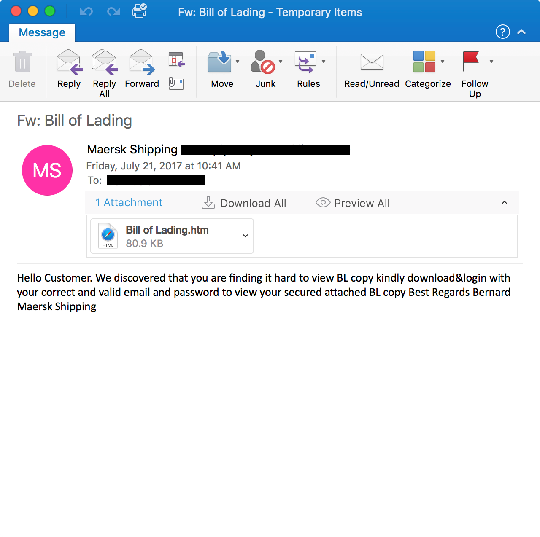 Fw: Bill of Lading – Temporary Items
Message
?
Delete
Reply
Reply All
Forward
Move
Junk
Rules
Read/Unread
Categorize
Follow Up
Fw: Bill of Lading
MS
Maersk Shipping
Friday, July 21, 2017 at 10:41 AM
To:
1 Attachment
Download All
Preview All
Bill of Lading.htm
80.9 KB
Hello Customer. We discovered that you are finding it hard to view BL copy kindly download&login with
your correct and valid email and password to view your secured attached BL copy Best Regards Bernard
Maersk Shipping